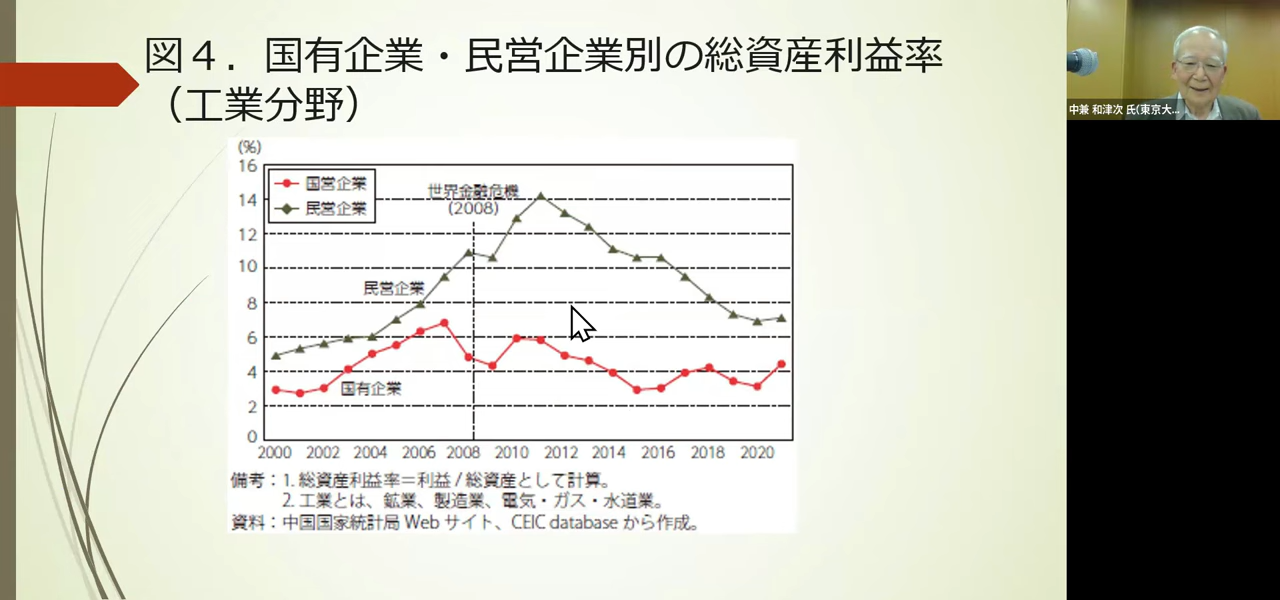 図４．国有企業・民営企業別の総資産利益率
（工業分野）
(%)
16
14
12
10
8
6
4
2
0
国営企業
民営企業
世界金融危機
(2008)
民営企業
国有企業
2000 2002 2004 2006 2008 2010 2012 2014 2016 2018 2020
備考：1. 総資産利益率＝利益 / 総資産として計算。
2. 工業とは、鉱業、製造業、電気・ガス・水道業。
資料：中国国家統計局 Web サイト、CEIC database から作成。
中兼 和津次 氏(東京大...